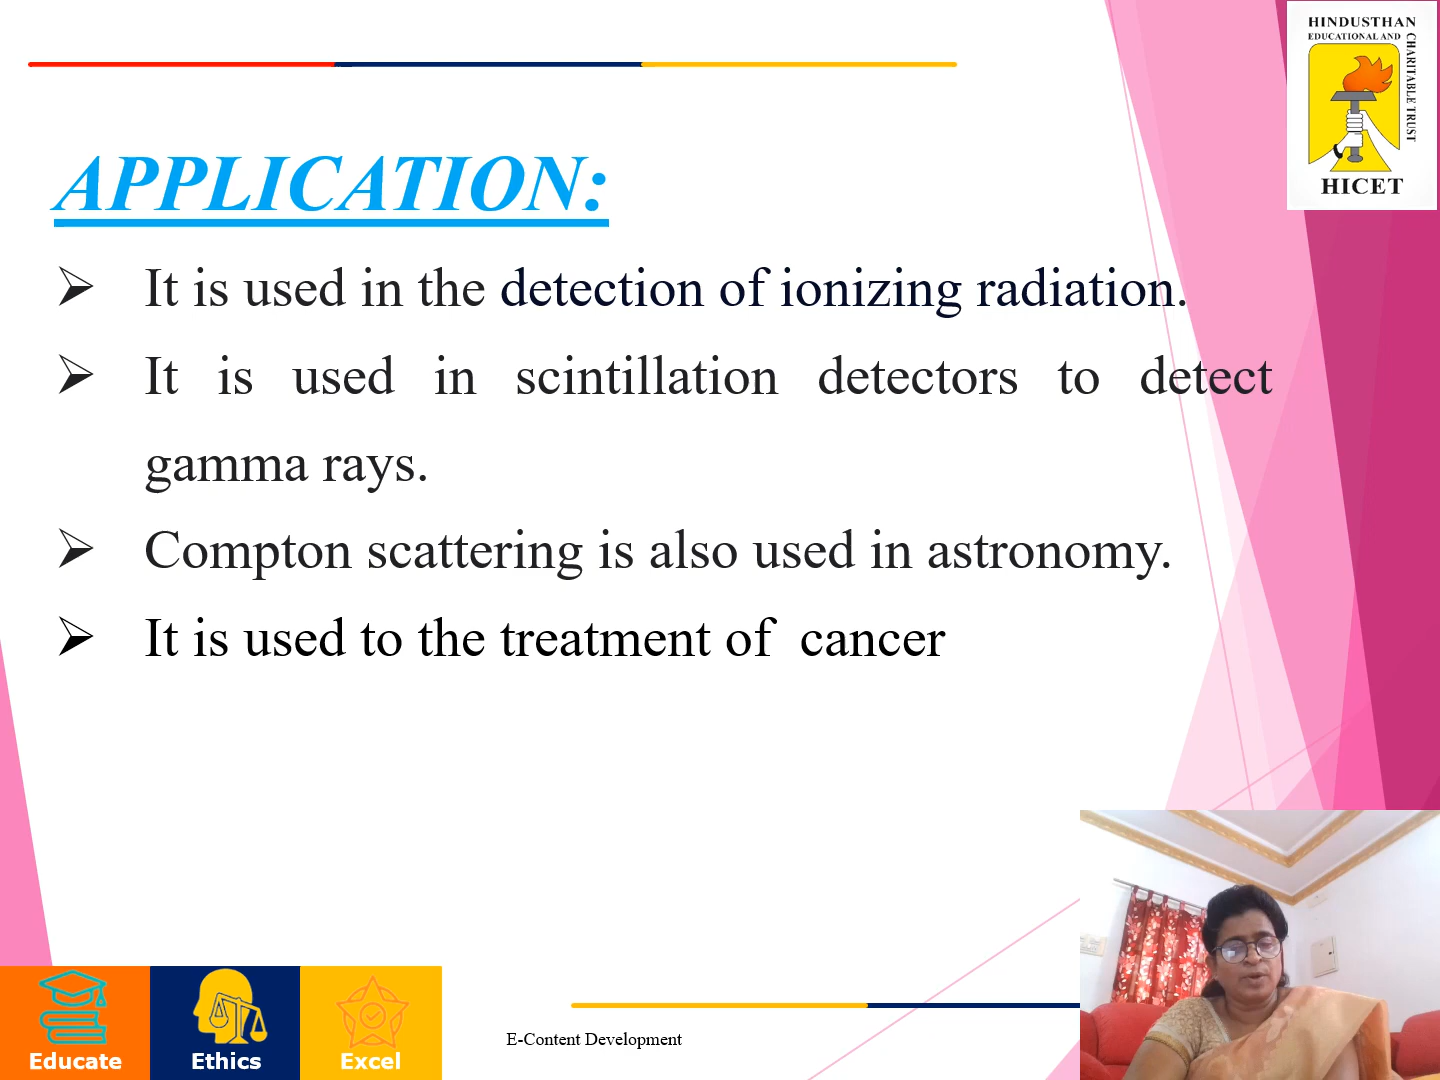 HINDUSTHAN
EDUCATIONAL AND
CHARITABLE TRUST
HICET
APPLICATION:
➢ It is used in the detection of ionizing radiation.
➢ It is used in scintillation detectors to detect
gamma rays.
➢ Compton scattering is also used in astronomy.
➢ It is used to the treatment of  cancer
Educate
Ethics
Excel
E-Content Development